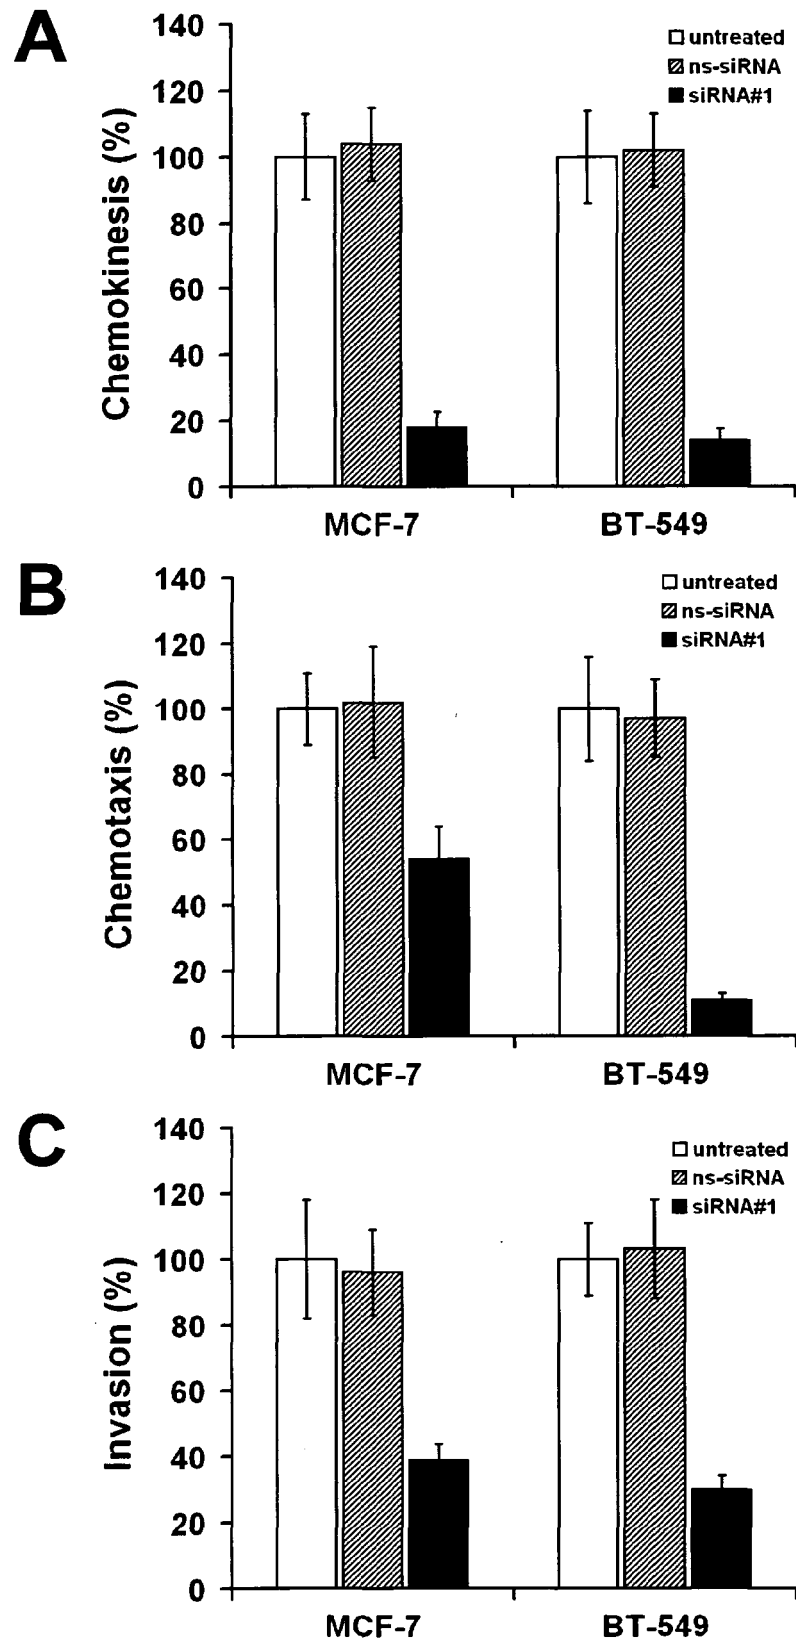 A
140
120
100
80
60
40
20
0
Chemokinesis (%)
untreated
ns-siRNA
siRNA#1
MCF-7 BT-549
B
140
120
100
80
60
40
20
0
Chemotaxis (%)
untreated
ns-siRNA
siRNA#1
MCF-7 BT-549
C
140
120
100
80
60
40
20
0
Invasion (%)
untreated
ns-siRNA
siRNA#1
MCF-7 BT-549